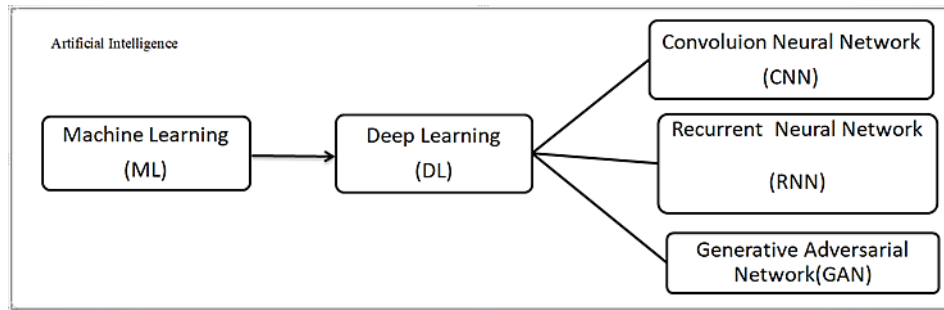 Artificial Intelligence
Machine Learning
(ML)
Deep Learning
(DL)
Convoluion Neural Network
(CNN)
Recurrent Neural Network
(RNN)
Generative Adversarial
Network(GAN)